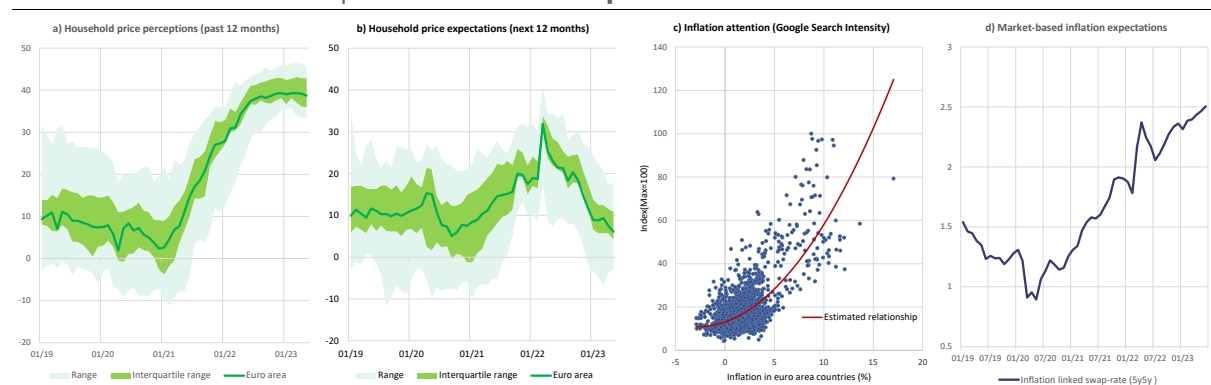 a) Household price perceptions (past 12 months)
50
40
30
20
10
0
-10
-20
01/19 01/20 01/21 01/22 01/23
Range Interquartile range Euro area
b) Household price expectations (next 12 months)
50
40
30
20
10
0
-10
-20
01/19 01/20 01/21 01/22 01/23
Range Interquartile range Euro area
c) Inflation attention (Google Search Intensity)
Index(Max=100)
140
120
100
80
60
40
20
0
Estimated relationship
-5 0 5 10 15 20
Inflation in euro area countries (%)
d) Market-based inflation expectations
3
2.5
2
1.5
1
0.5
01/19 07/19 01/20 07/20 01/21 07/21 01/22 07/22 01/23
Inflation linked swap-rate (5y5y )